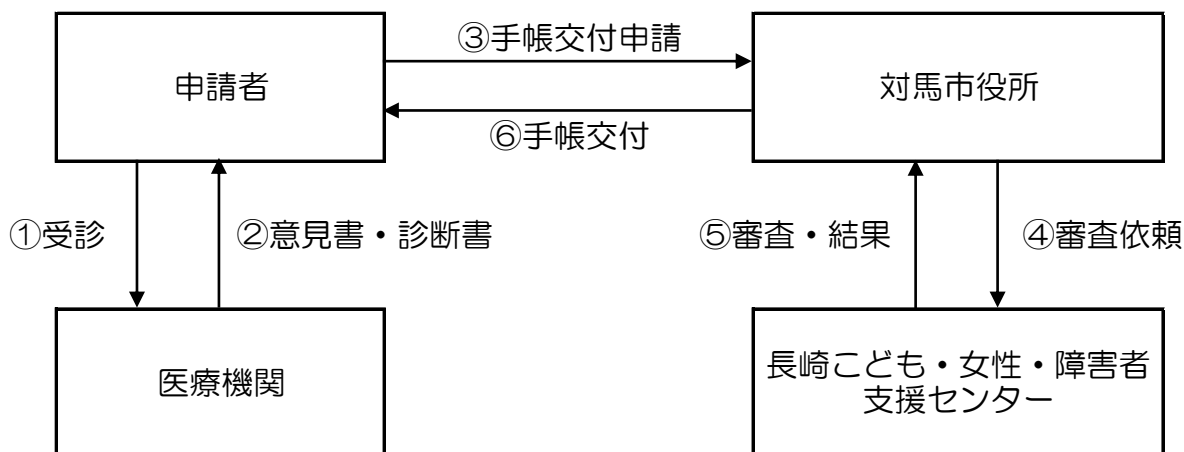 ③手帳交付申請
申請者
対馬市役所
⑥手帳交付
①受診
②意見書・診断書
⑤審査・結果
④審査依頼
医療機関
長崎こども・女性・障害者
支援センター